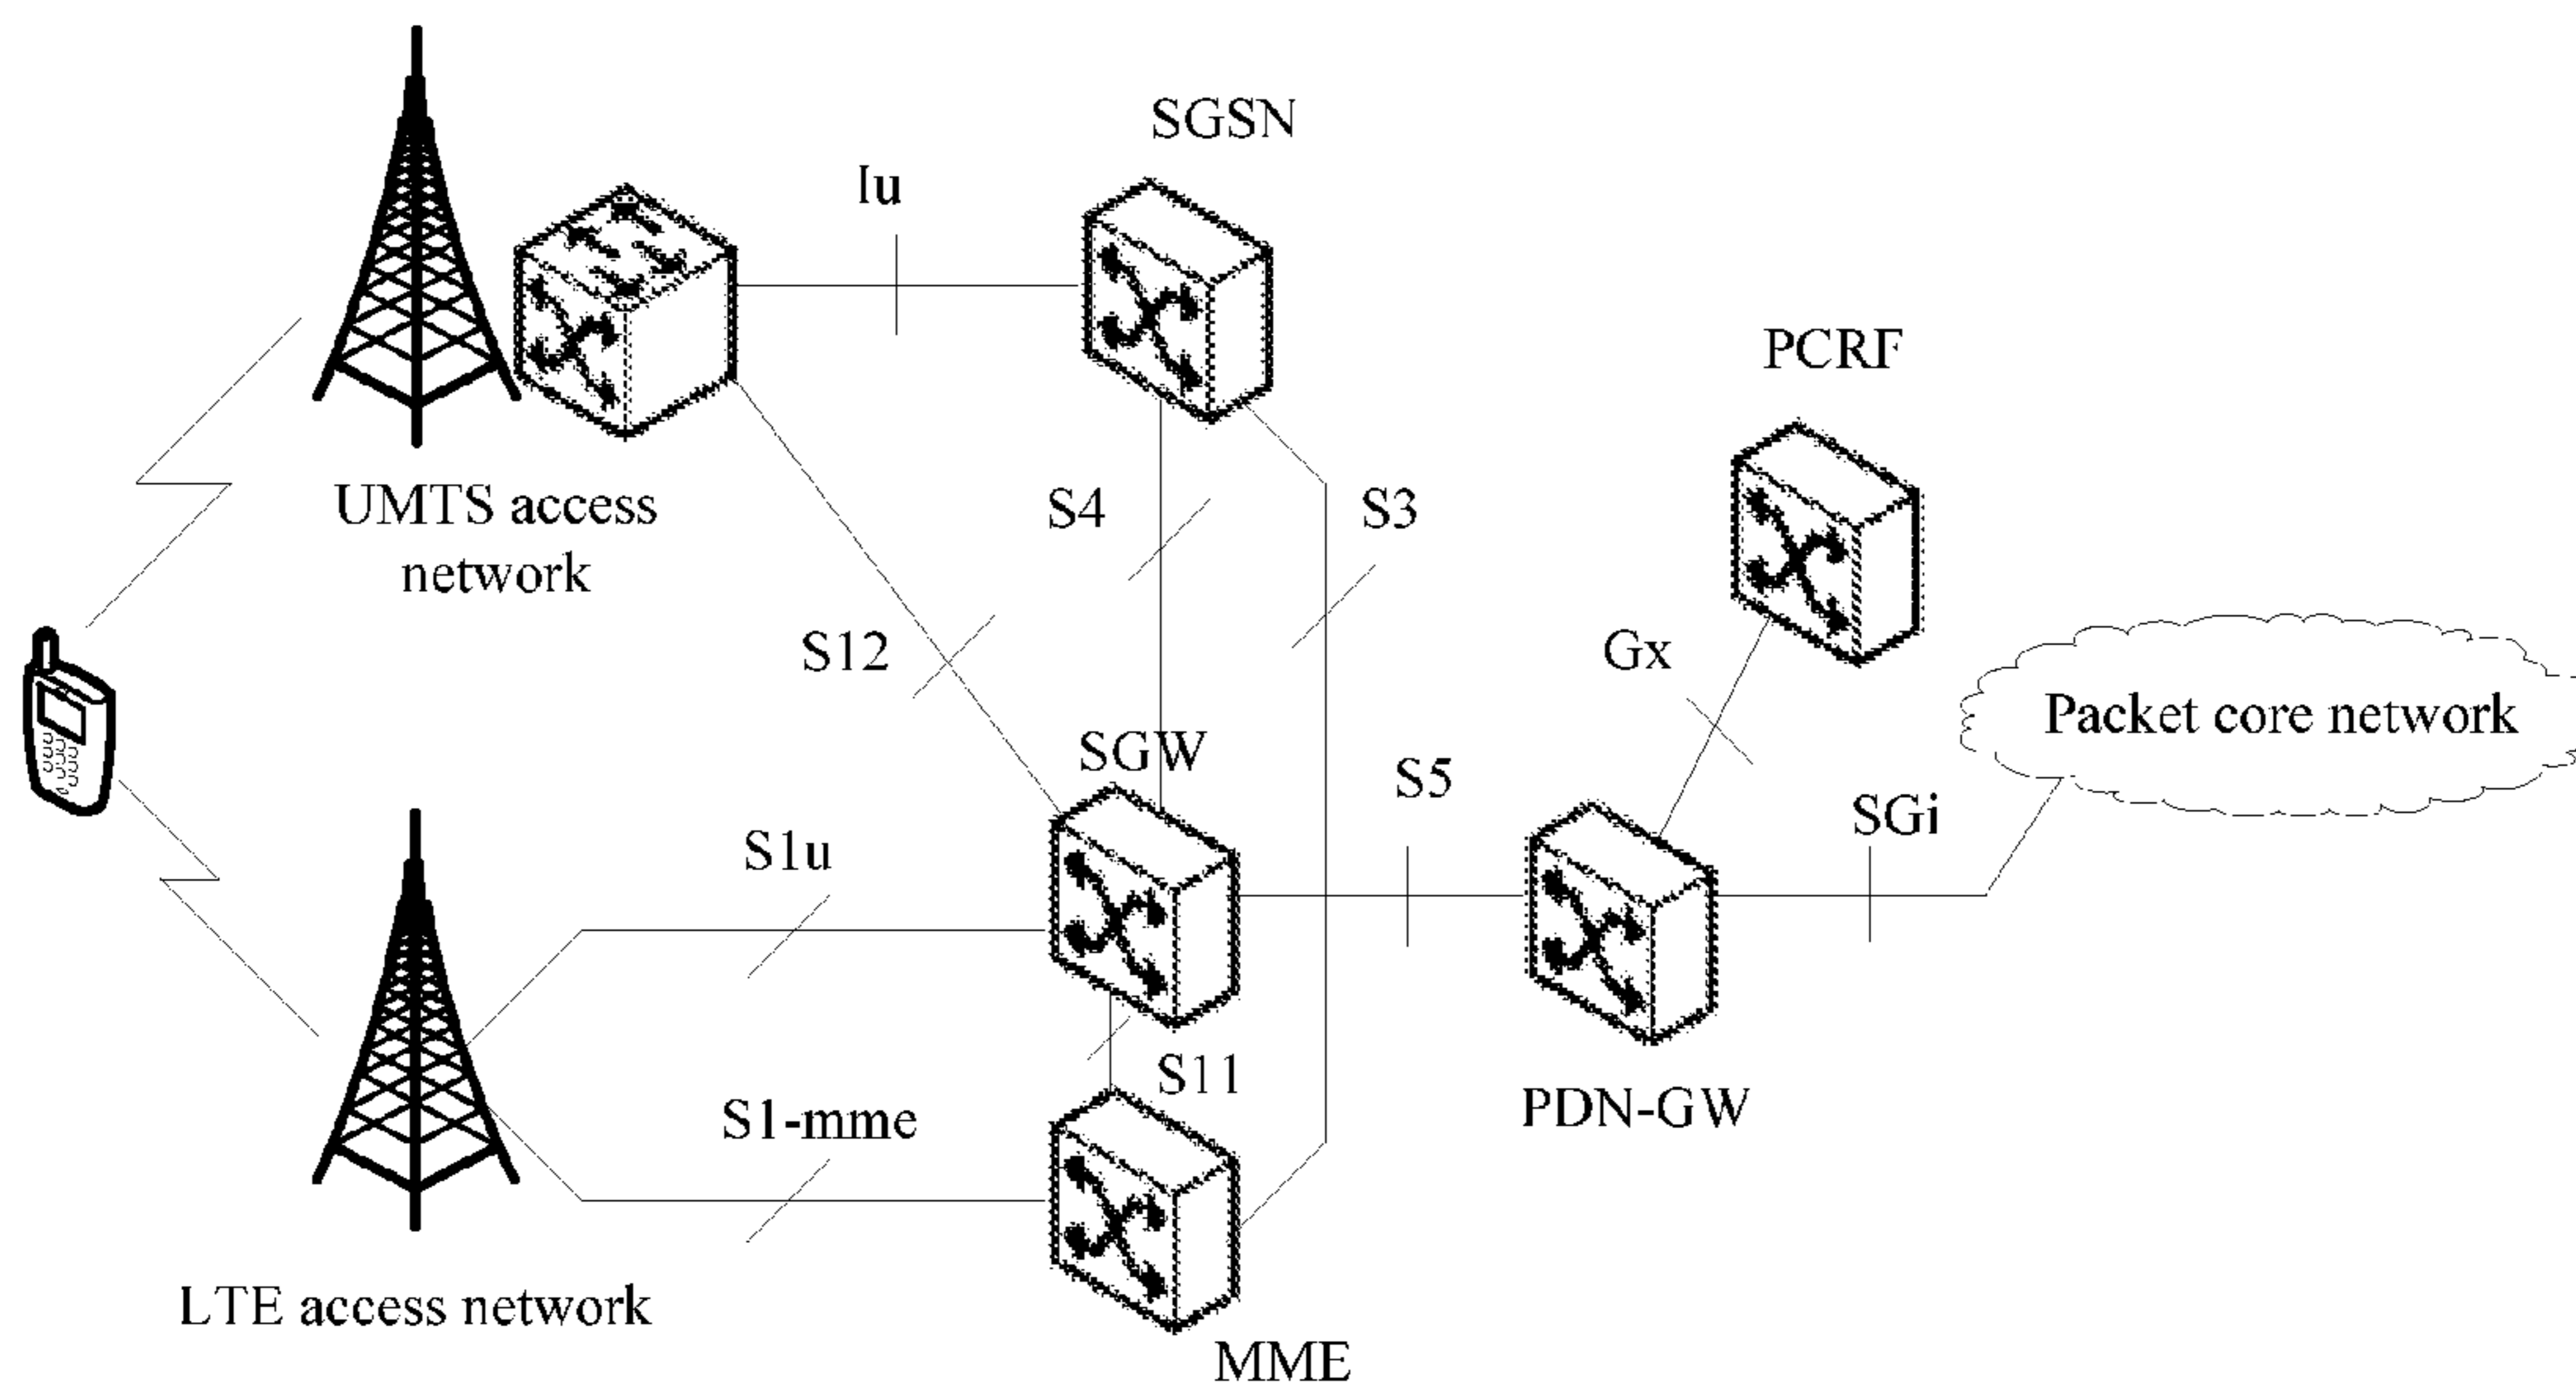 SGSN
Iu
PCRF
UMTS access
network
S4
S3
S12
Gx
Packet core network
SGW
S5
SGi
S1u
S11
S1-mme
PDN-GW
LTE access network
MME